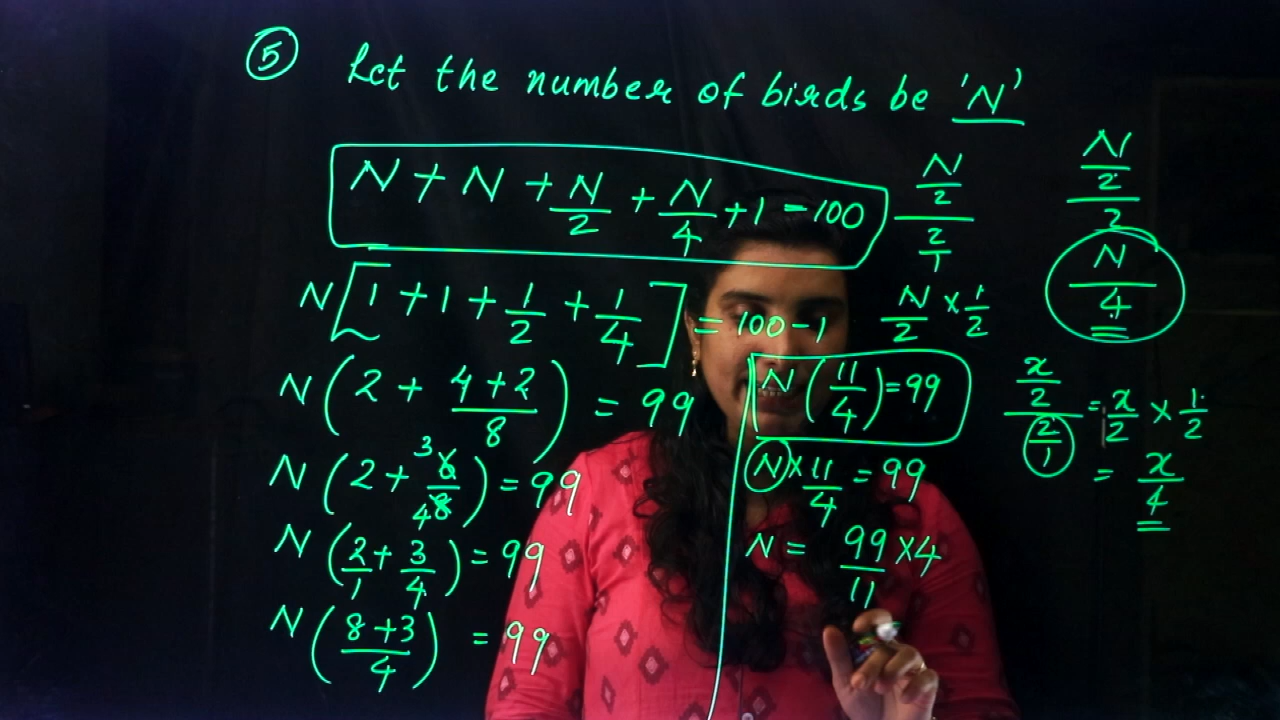 ⑤ Let the number of birds be 'N'
N + N + N/2 + N/4 + 1 = 100
N[1 + 1 + 1/2 + 1/4] = 100 - 1
N(2 + (4+2)/8) = 99
N(2 + 6/8) = 99
3
4
N(2/1 + 3/4) = 99
N((8+3)/4) = 99
N(11/4) = 99
N × 11/4 = 99
N = 99/11 × 4
N/2
2/1
N/2 × 1/2
N/2
2
N/4
x/2
2/1
= x/2 × 1/2
= x/4